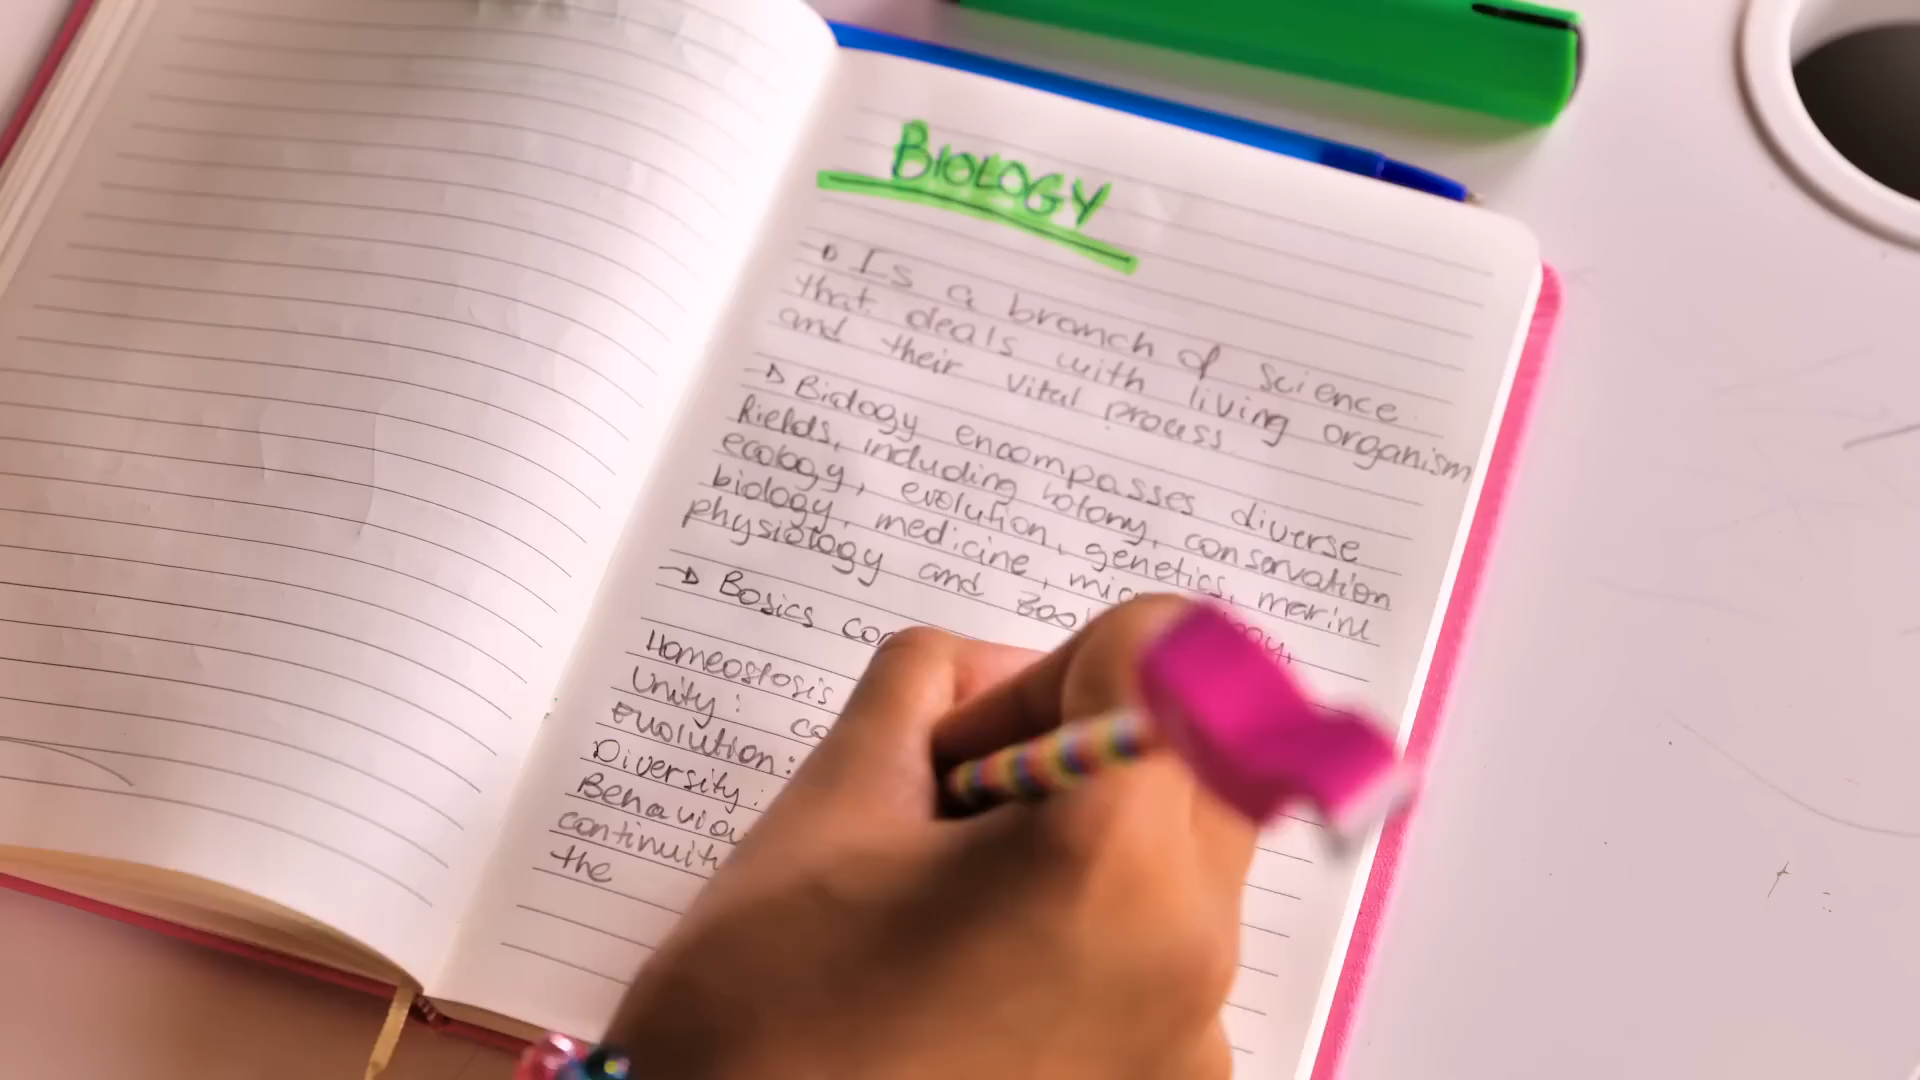 BIOLOGY
Is a branch of science
that deals with living organism
and their vital process
→ Biology encompasses diverse
fields, including botany, conservation
ecology, evolution, genetics, marine
biology, medicine,
physiology and
→ Basics
Homeostosis
Unity:
Evolution:
Diversity:
the